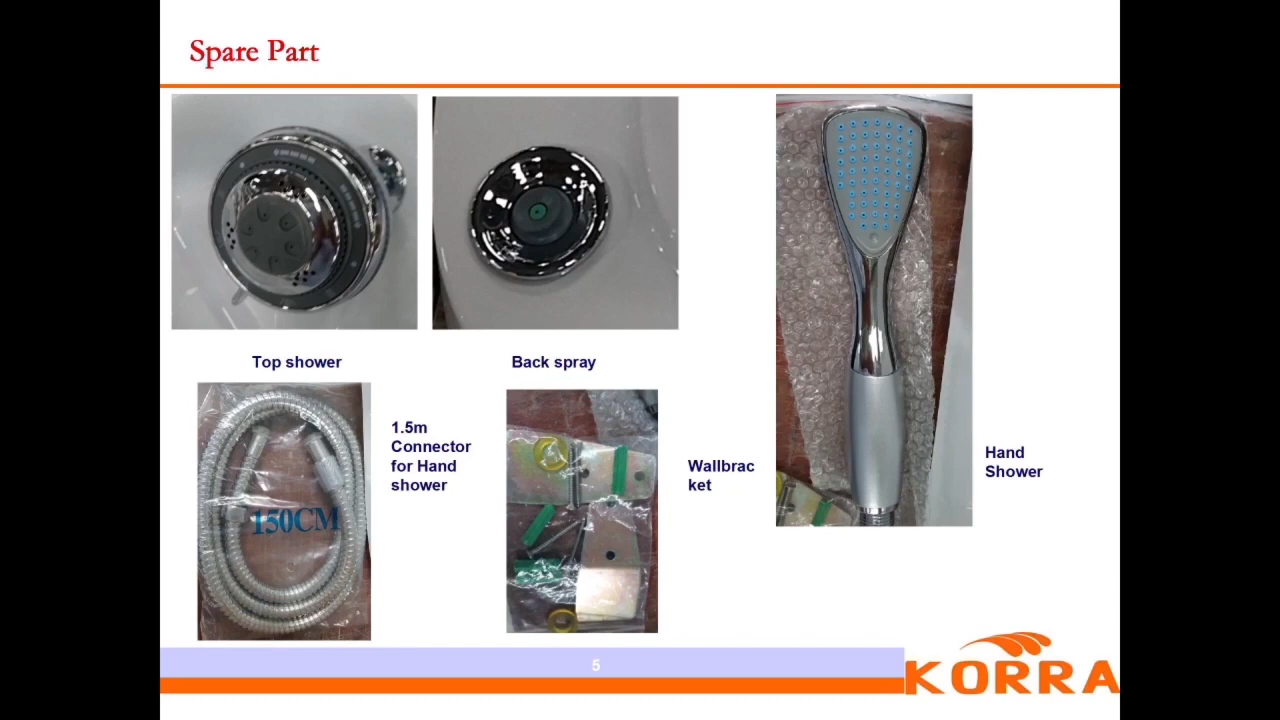 Spare Part
Top shower
Back spray
1.5m
Connector
for Hand
shower
150CM
Wallbrac
ket
Hand
Shower
5
KORRA